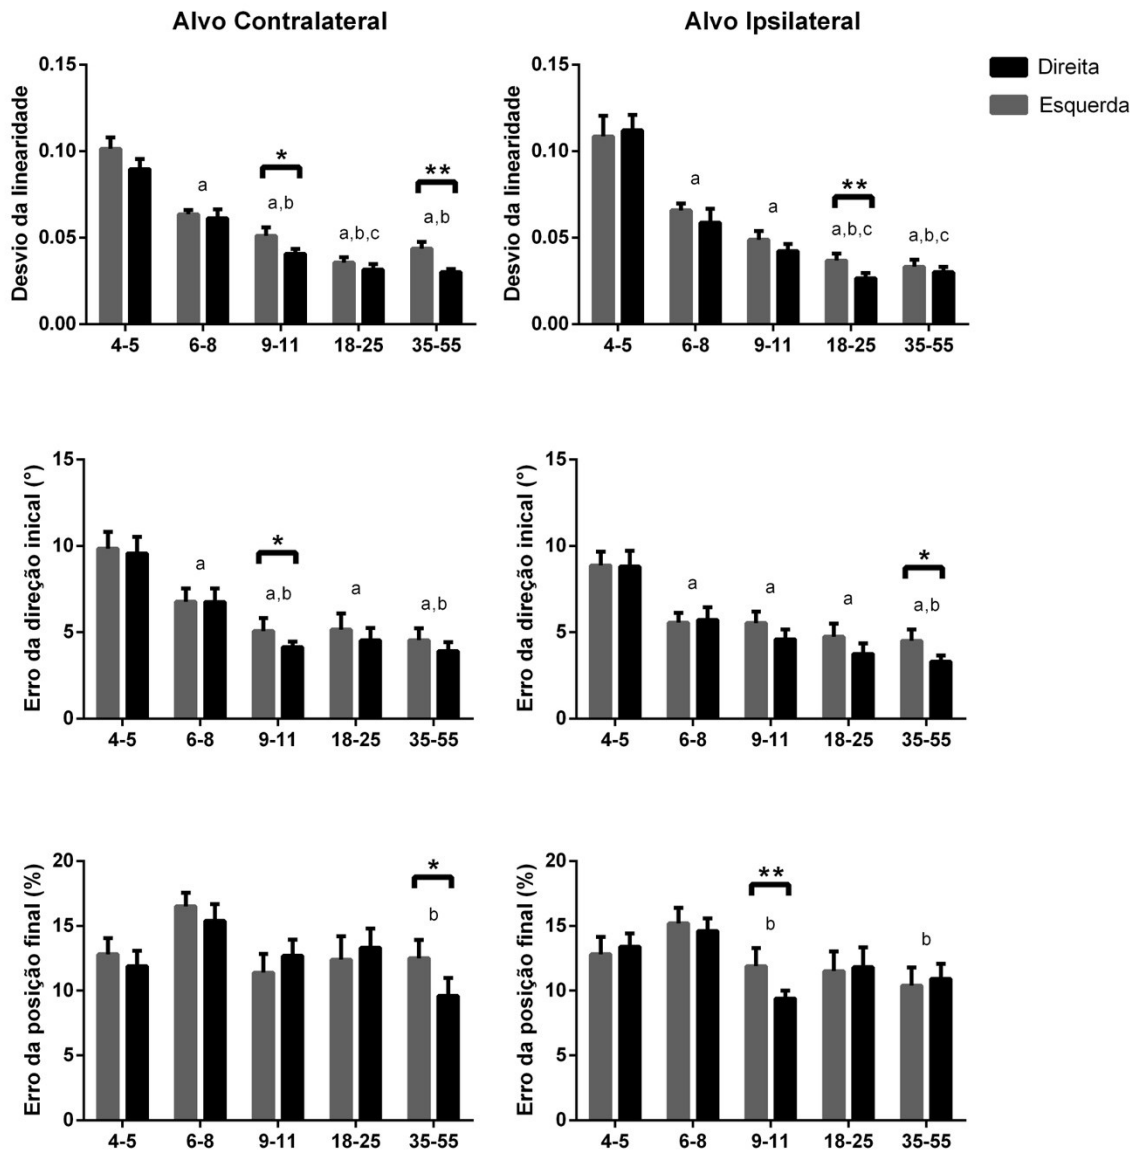 Alvo Contralateral
Alvo Ipsilateral
Direita
Esquerda
Desvio da linearidade
0.15
0.10
0.05
0.00
a
*
a,b
a,b,c
**
a,b
4-5 6-8 9-11 18-25 35-55
Desvio da linearidade
0.15
0.10
0.05
0.00
a
a
**
a,b,c
a,b,c
4-5 6-8 9-11 18-25 35-55
Erro da direção inical (°)
15
10
5
0
a
*
a,b
a
a,b
4-5 6-8 9-11 18-25 35-55
Erro da direção inical (°)
15
10
5
0
a
a
a
*
a,b
4-5 6-8 9-11 18-25 35-55
Erro da posição final (%)
20
15
10
5
0
*
b
4-5 6-8 9-11 18-25 35-55
Erro da posição final (%)
20
15
10
5
0
**
b
b
4-5 6-8 9-11 18-25 35-55